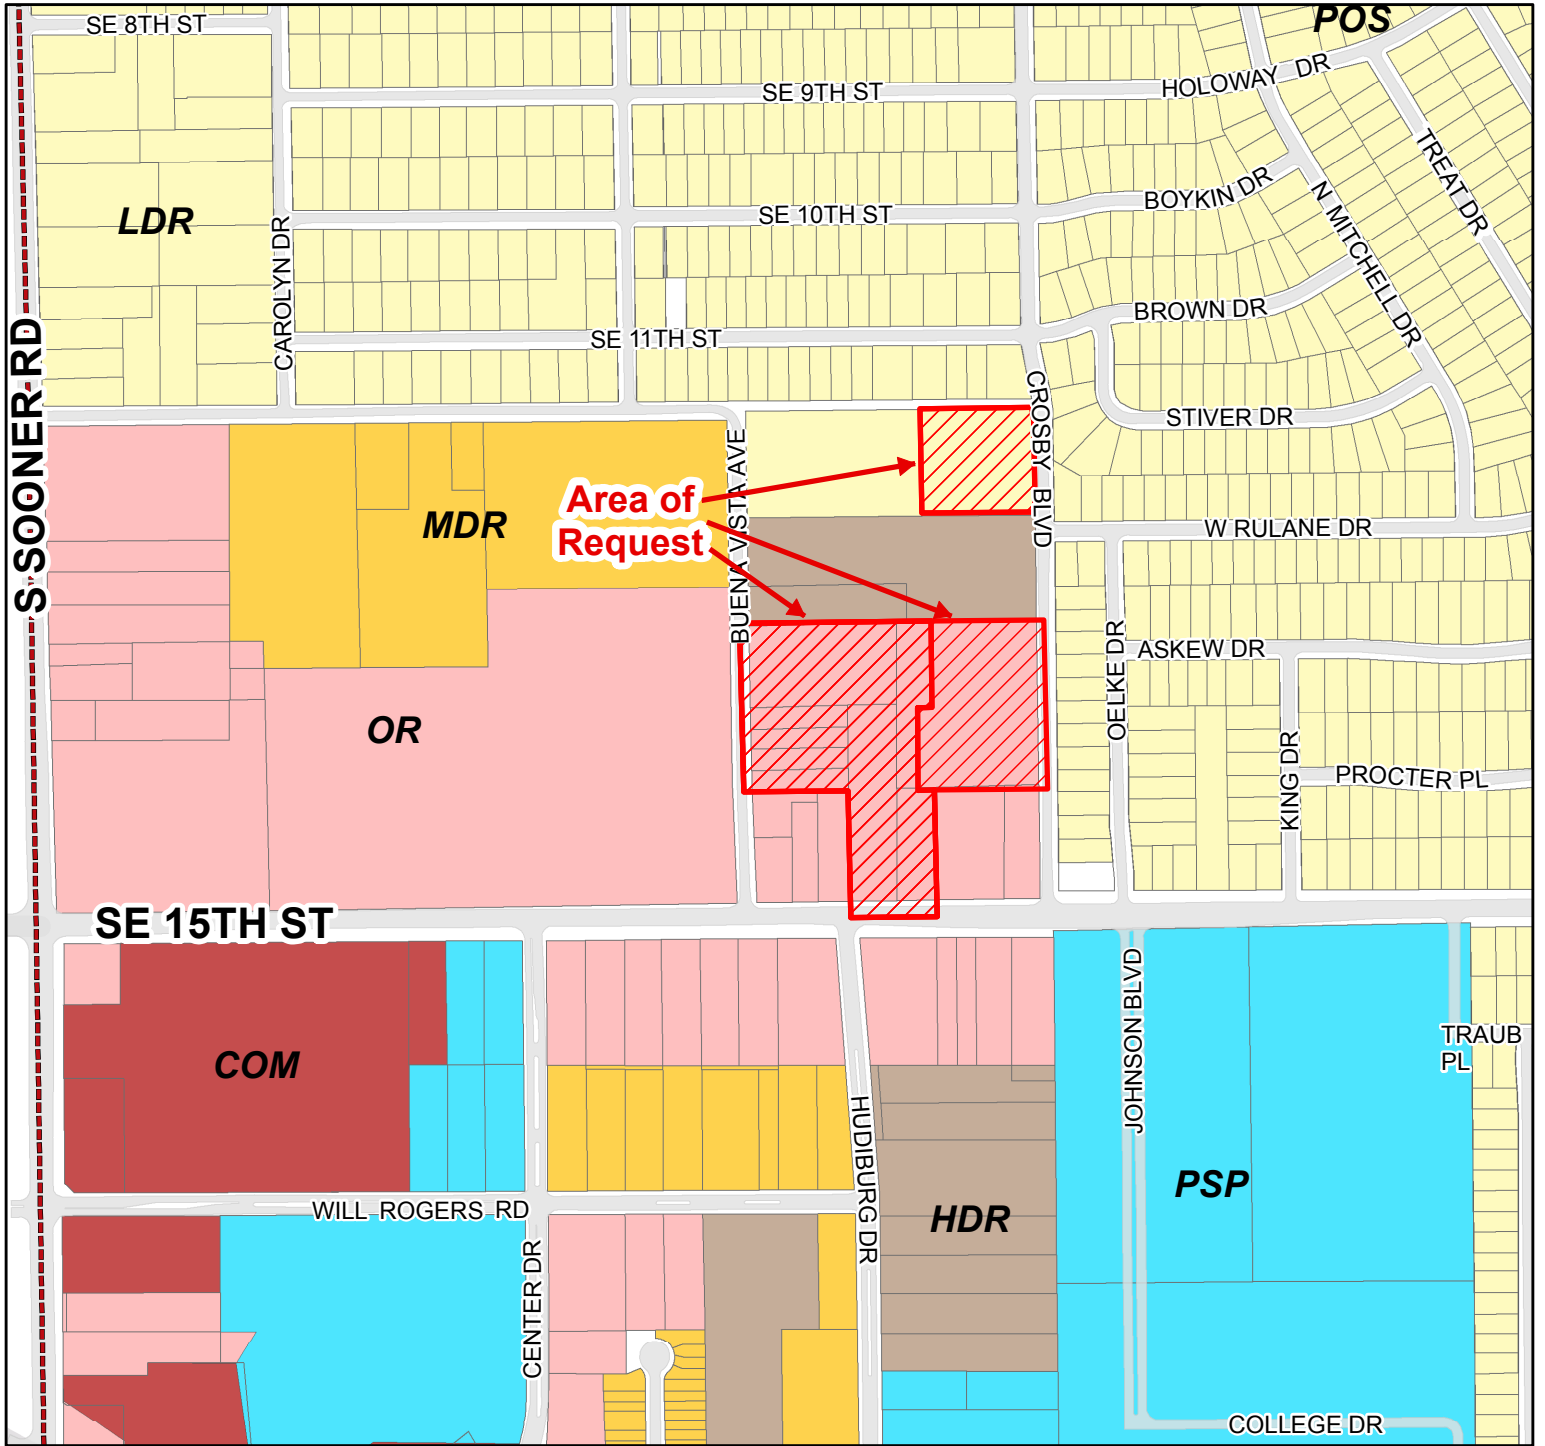 SE 8TH ST
POS
HOLOWAY DR
SE 9TH ST
TREAT DR
BOYKIN DR
N MITCHELL DR
SE 10TH ST
LDR
CAROLYN DR
BROWN DR
SE 11TH ST
S SOONER RD
CROSBY BLVD
STIVER DR
BUENA VISTA AVE
Area of
Request
MDR
W RULANE DR
OELKE DR
ASKEW DR
OR
KING DR
PROCTER PL
SE 15TH ST
JOHNSON BLVD
TRAUB
PL
COM
HUDIBURG DR
PSP
WILL ROGERS RD
HDR
CENTER DR
COLLEGE DR